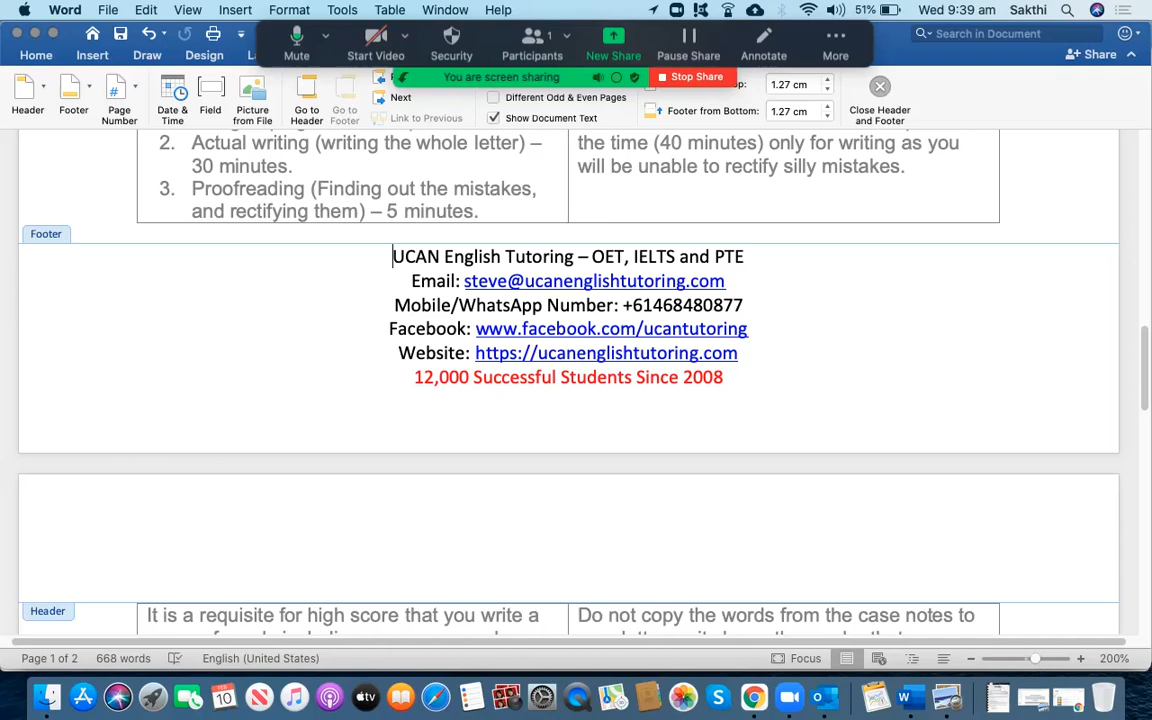 Word File Edit View Insert Format Tools Table Window Help 51% Wed 9:39 am Sakthi
Home Insert Draw Design
Search in Document
Share
Mute Start Video Security Participants 1 New Share Pause Share Annotate More
You are screen sharing Stop Share
Header Footer Page Number Date & Time Field Picture from File Go to Header Go to Footer
Next
Link to Previous
Different Odd & Even Pages
Show Document Text
1.27 cm
Footer from Bottom: 1.27 cm
Close Header and Footer
2. Actual writing (writing the whole letter) –
30 minutes.
3. Proofreading (Finding out the mistakes,
and rectifying them) – 5 minutes.
the time (40 minutes) only for writing as you
will be unable to rectify silly mistakes.
Footer
UCAN English Tutoring – OET, IELTS and PTE
Email: steve@ucanenglishtutoring.com
Mobile/WhatsApp Number: +61468480877
Facebook: www.facebook.com/ucantutoring
Website: https://ucanenglishtutoring.com
12,000 Successful Students Since 2008
Header
It is a requisite for high score that you write a
Do not copy the words from the case notes to
Page 1 of 2 668 words English (United States) Focus 200%
FEB
10
tv